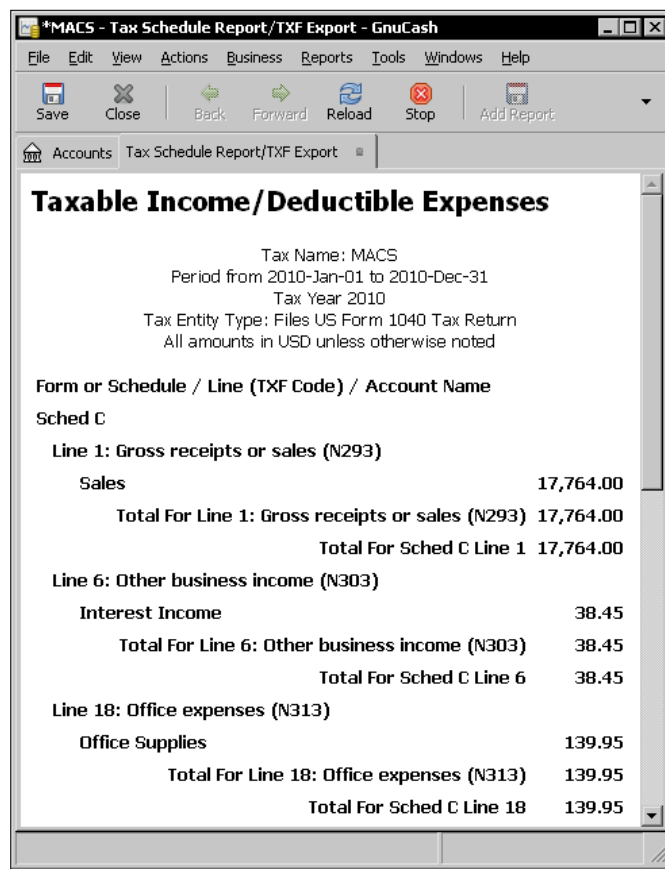 *MACS - Tax Schedule Report/TXF Export - GnuCash
File Edit View Actions Business Reports Tools Windows Help
Save Close Back Forward Reload Stop Add Report
Accounts Tax Schedule Report/TXF Export
Taxable Income/Deductible Expenses
Tax Name: MACS
Period from 2010-Jan-01 to 2010-Dec-31
Tax Year 2010
Tax Entity Type: Files US Form 1040 Tax Return
All amounts in USD unless otherwise noted
Form or Schedule / Line (TXF Code) / Account Name
Sched C
Line 1: Gross receipts or sales (N293)
Sales 17,764.00
Total For Line 1: Gross receipts or sales (N293) 17,764.00
Total For Sched C Line 1 17,764.00
Line 6: Other business income (N303)
Interest Income 38.45
Total For Line 6: Other business income (N303) 38.45
Total For Sched C Line 6 38.45
Line 18: Office expenses (N313)
Office Supplies 139.95
Total For Line 18: Office expenses (N313) 139.95
Total For Sched C Line 18 139.95